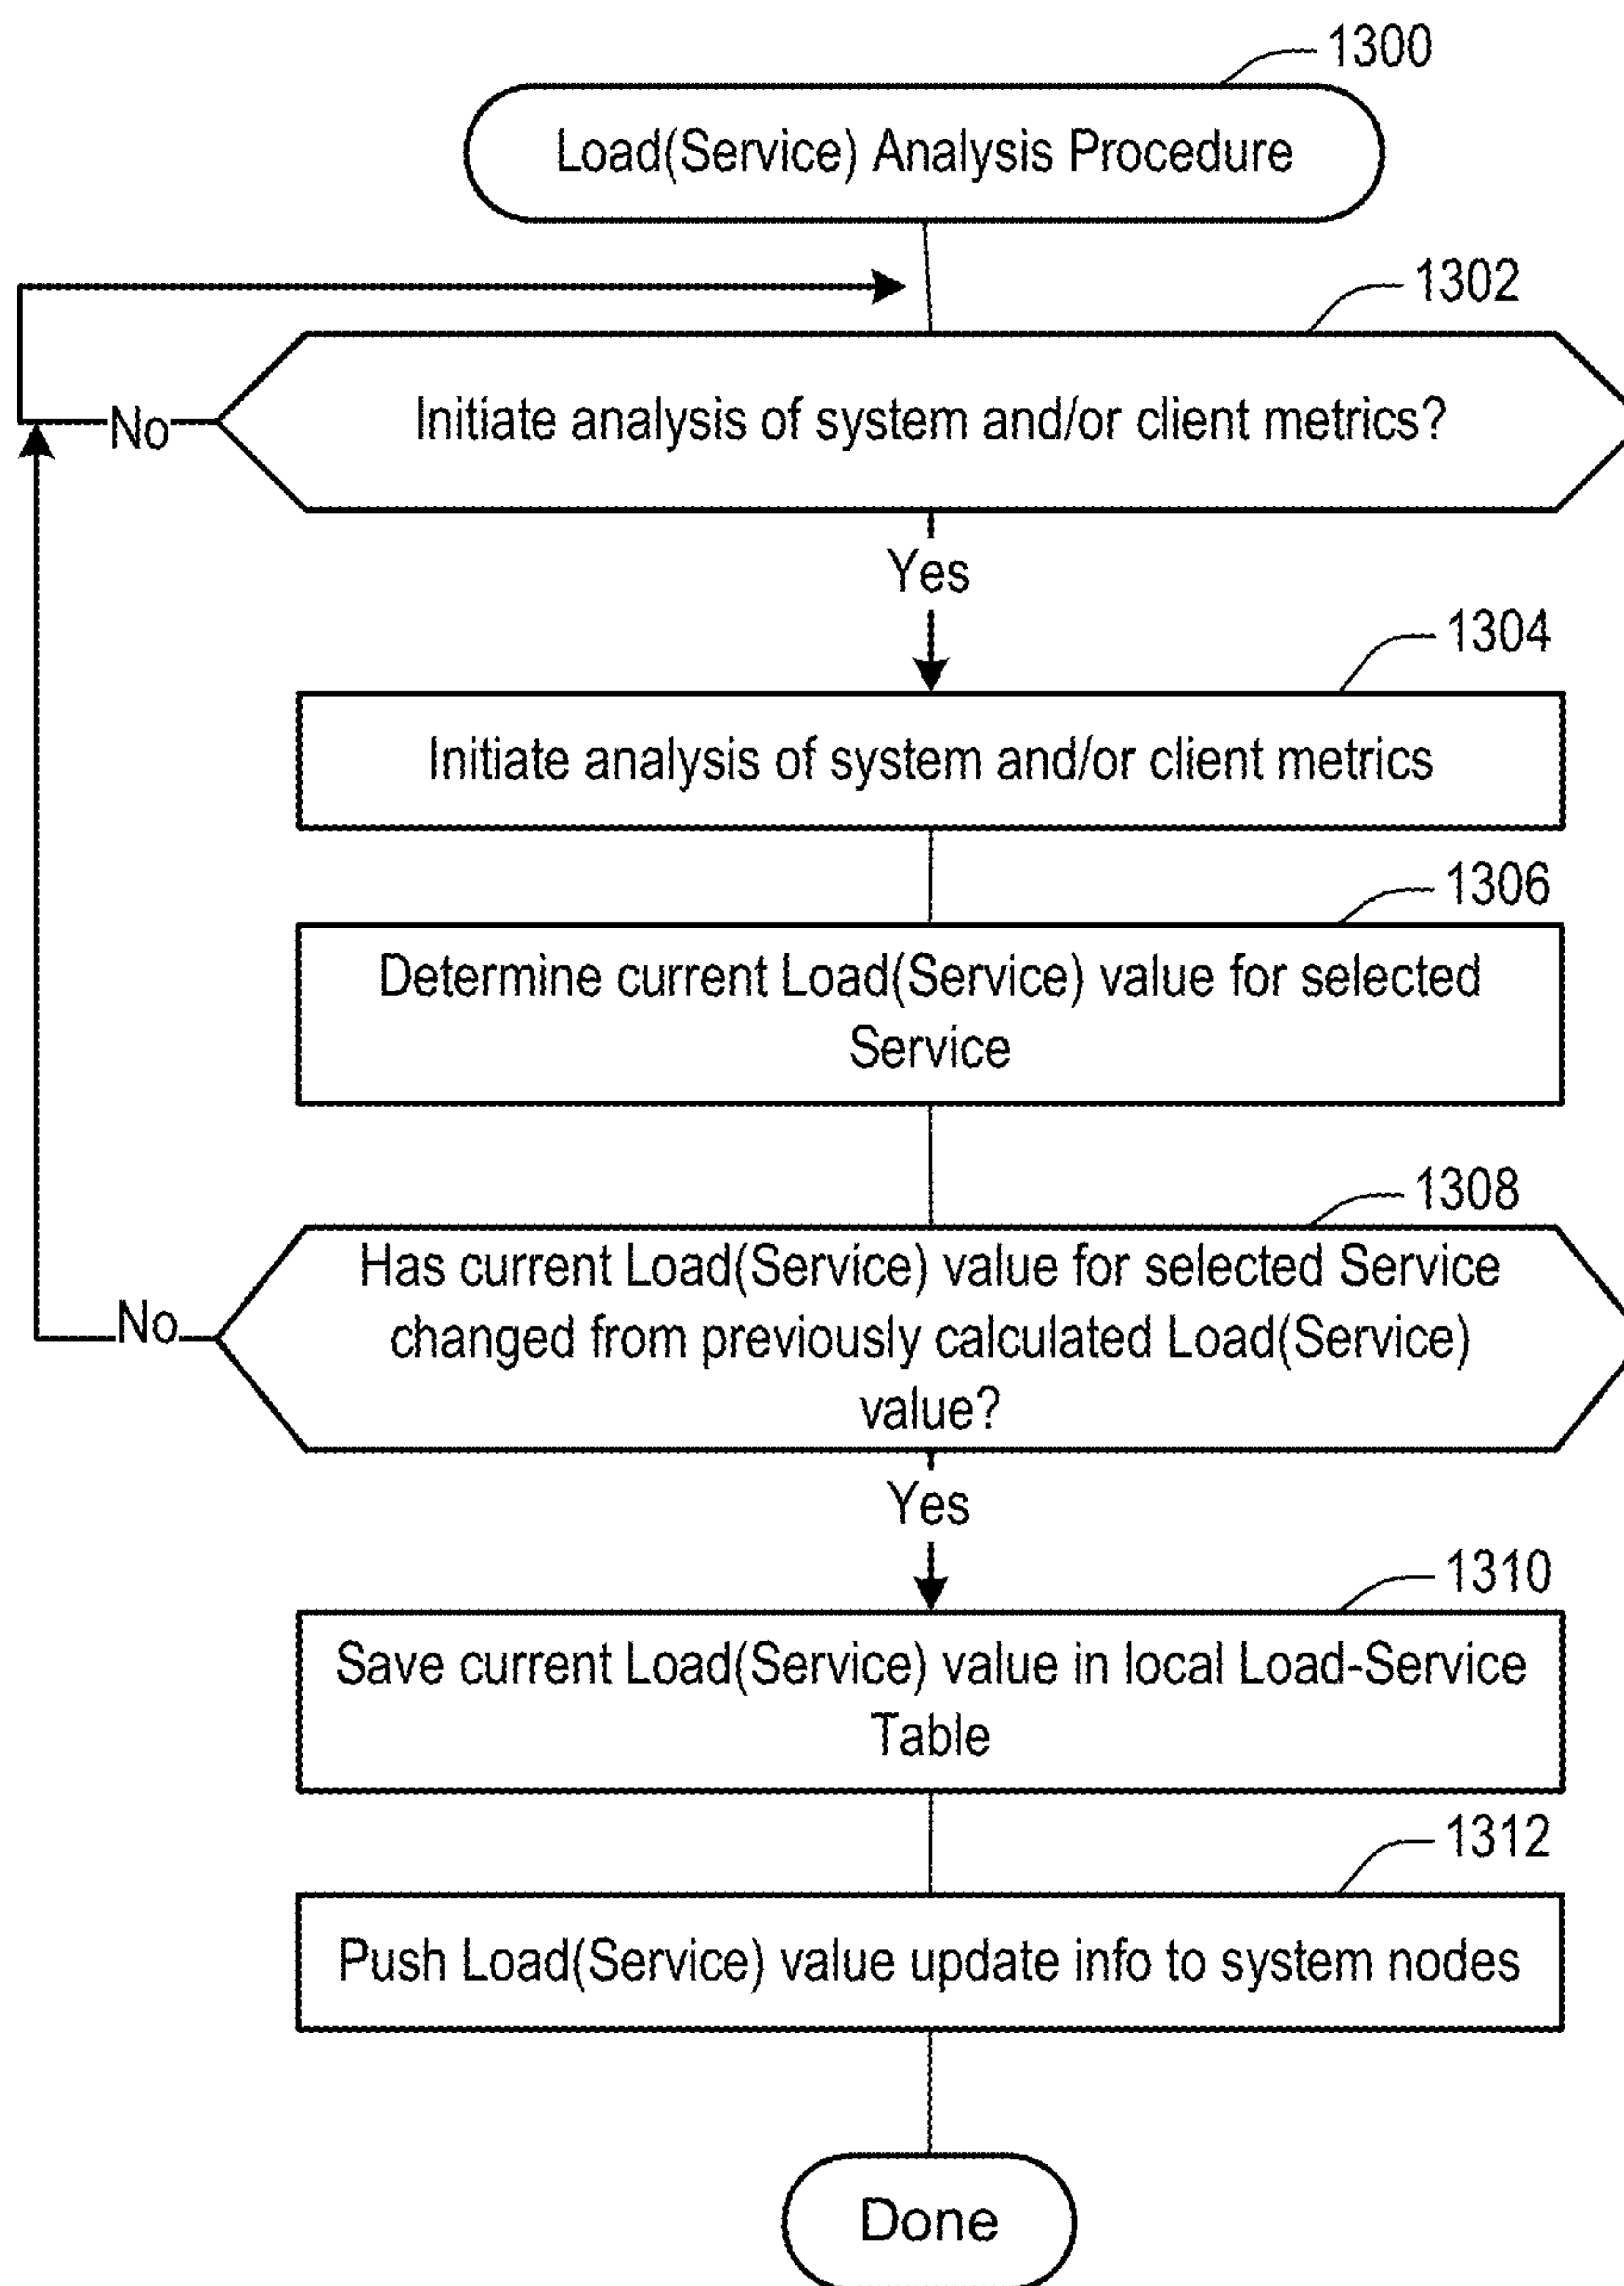 1300
Load(Service) Analysis Procedure
1302
Initiate analysis of system and/or client metrics?
No
Yes
1304
Initiate analysis of system and/or client metrics
1306
Determine current Load(Service) value for selected
Service
1308
Has current Load(Service) value for selected Service
changed from previously calculated Load(Service)
value?
No
Yes
1310
Save current Load(Service) value in local Load-Service
Table
1312
Push Load(Service) value update info to system nodes
Done